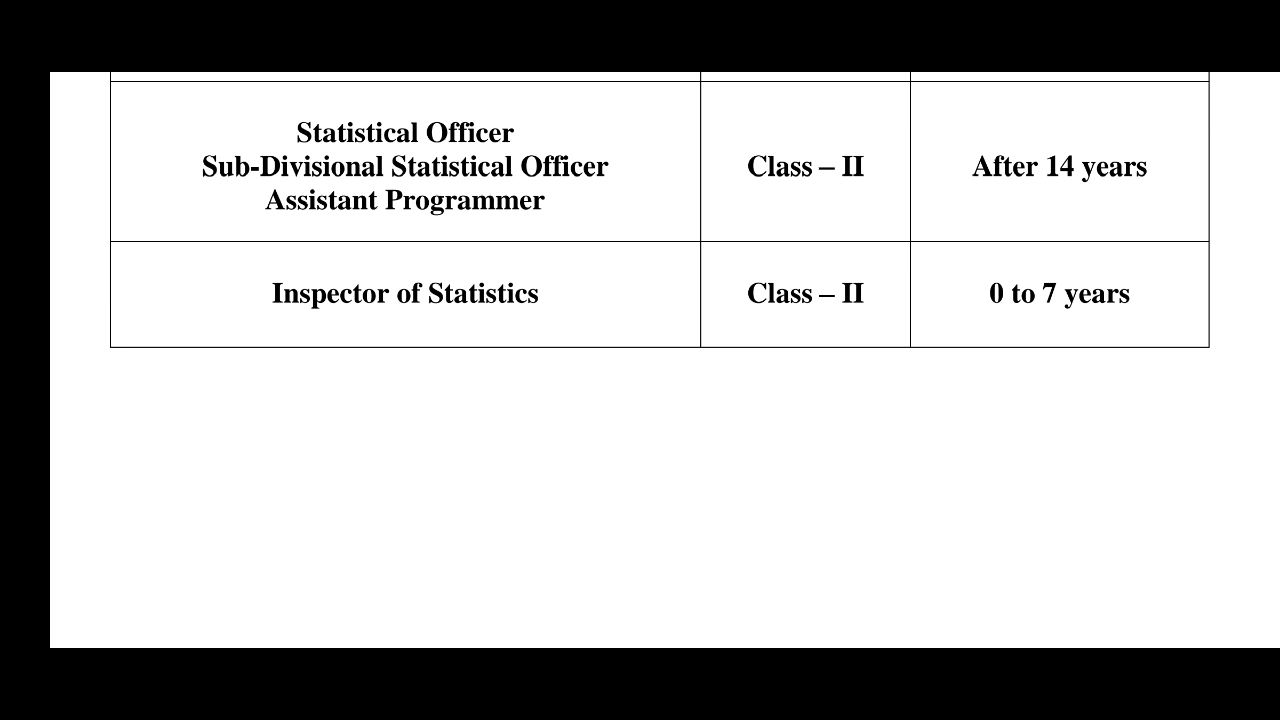 Statistical Officer
Sub-Divisional Statistical Officer
Assistant Programmer
Class – II
After 14 years
Inspector of Statistics
Class – II
0 to 7 years